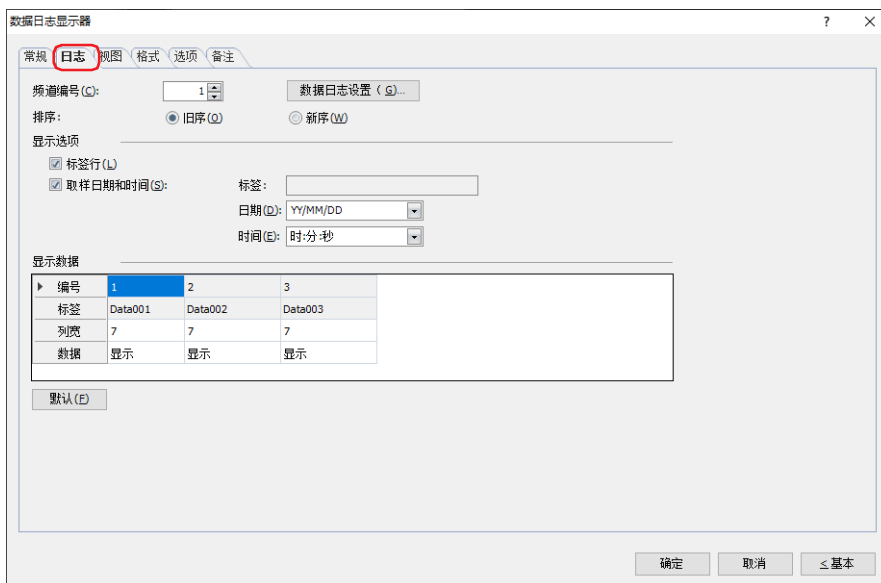 数据日志显示器 ? ×
常规 日志 视图 格式 选项 备注
频道编号(C): 1 数据日志设置 ( G)...
排序: 旧序(O) 新序(W)
显示选项
标签行(L)
取样日期和时间(S): 标签:
日期(D): YY/MM/DD
时间(E): 时:分:秒
显示数据
编号 1 2 3
标签 Data001 Data002 Data003
列宽 7 7 7
数据 显示 显示 显示
默认(F)
确定 取消 ≤基本